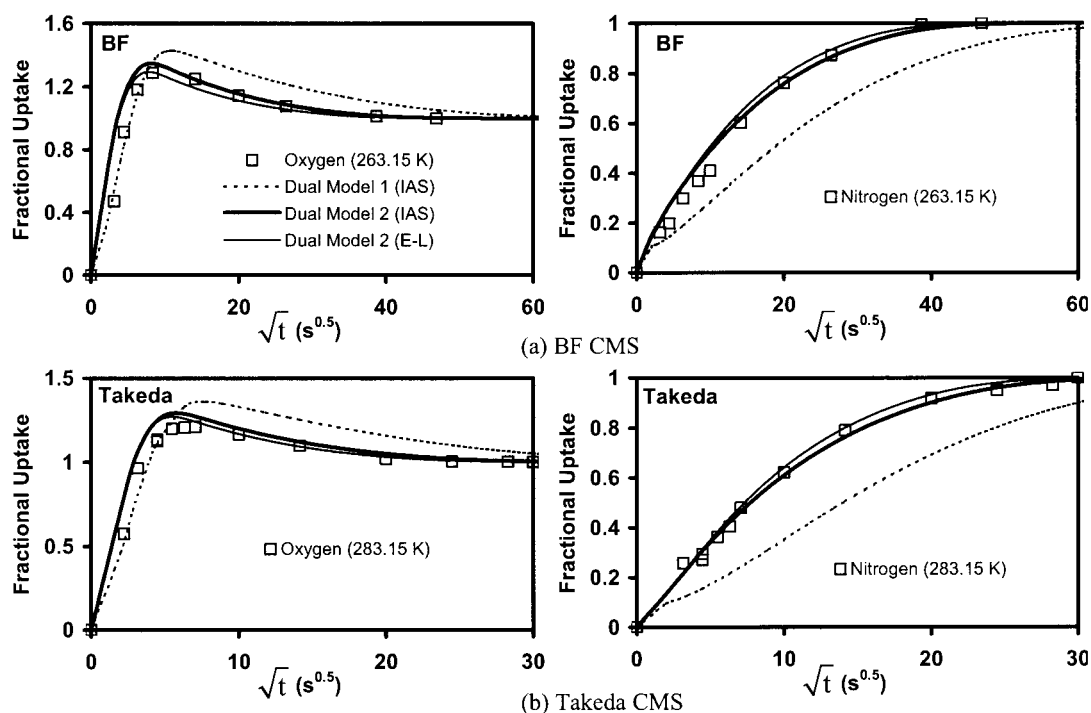 BF
Fractional Uptake
1.6
1.2
0.8
0.4
0
Oxygen (263.15 K)
Dual Model 1 (IAS)
Dual Model 2 (IAS)
Dual Model 2 (E-L)
0 20 40 60
√t (s^0.5)
BF
Fractional Uptake
1
0.8
0.6
0.4
0.2
0
Nitrogen (263.15 K)
0 20 40 60
√t (s^0.5)
(a) BF CMS
Takeda
Fractional Uptake
1.5
1
0.5
0
Oxygen (283.15 K)
0 10 20 30
√t (s^0.5)
Takeda
Fractional Uptake
1
0.8
0.6
0.4
0.2
0
Nitrogen (283.15 K)
0 10 20 30
√t (s^0.5)
(b) Takeda CMS